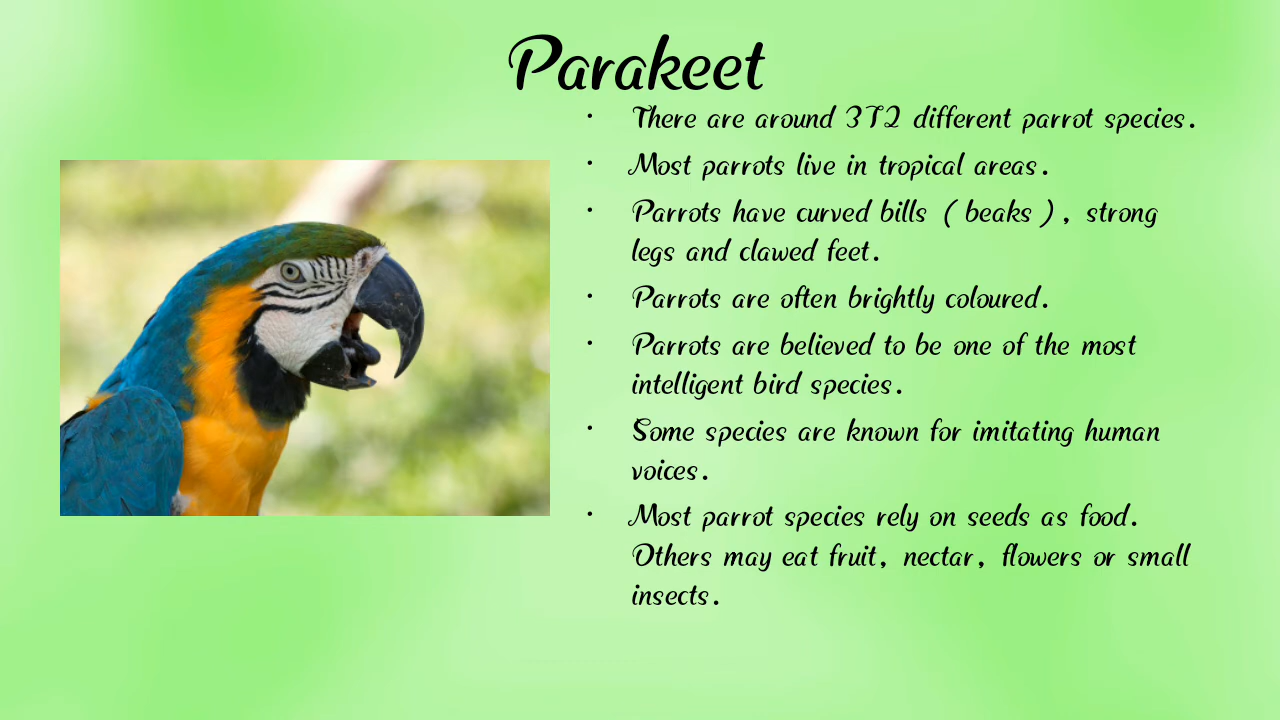 Parakeet
• There are around 372 different parrot species.
• Most parrots live in tropical areas.
• Parrots have curved bills (beaks), strong
legs and clawed feet.
• Parrots are often brightly coloured.
• Parrots are believed to be one of the most
intelligent bird species.
• Some species are known for imitating human
voices.
• Most parrot species rely on seeds as food.
Others may eat fruit, nectar, flowers or small
insects.